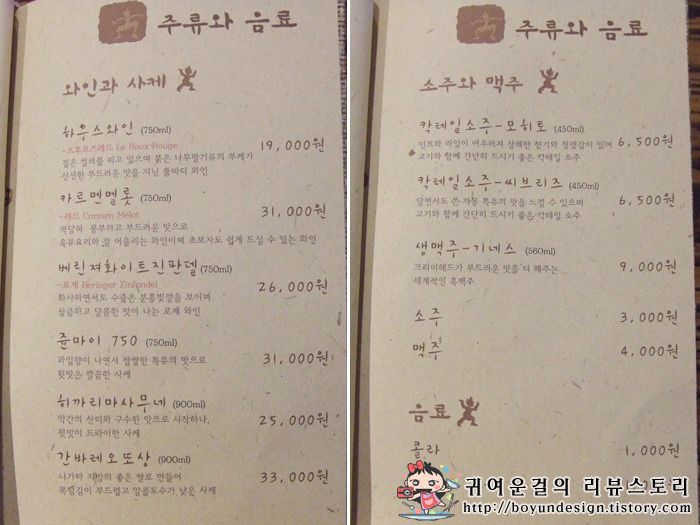 주류와 음료
와인과 사케
하우스와인 (750ml) 19,000원
Le Roux Rouge
짙은 컬러를 띄고 있으며 붉은 나무딸기류의 부케가
신선한 부드러운 맛을 지닌 풀바디 와인
카르멘멜롯 (750ml) 31,000원
-레드 Carmen Melot
적당히 풍부하고 부드러운 맛으로
육류요리와 잘 어울리는 와인이며 초보자도 쉽게 드실 수 있는 와인
베린져화이트진판델(750ml) 26,000원
-로제 Beringer Zinfandel
화사하면서도 수줍은 분홍빛깔을 보이며
상큼하고 달콤한 맛이 나는 로제 와인
쥰마이 750 (750ml) 31,000원
과일향이 나면서 쌉쌀한 특유의 맛으로
뒷맛은 깔끔한 사케
히까리마사무네 (900ml) 25,000원
약간의 산미와 구수한 맛으로 시작하나,
뒷맛이 드라이한 사케
간바레오또상 (900ml) 33,000원
나가타 지방의 좋은 쌀로 만들어
목넘김이 부드럽고 알콜도수가 낮은 사케
주류와 음료
소주와 맥주
칵테일소주-모히토 (450ml) 6,500원
민트와 라임이 어우러져 상쾌한 향기와 청량감이 있어
고기와 함께 간단히 드시기 좋은 칵테일 소주
칵테일소주-씨브리즈 (450ml) 6,500원
달면서도 쓴 자몽 특유의 맛을 느낄 수 있으며
고기와 함께 간단히 드시기 좋은 칵테일 소주
생맥주-기네스 (560ml) 9,000원
크리미헤드가 부드러운 맛을 더 해주는
세계적인 흑맥주
소주 3,000원
맥주 4,000원
음료
콜라 1,000원
귀여운걸의 리뷰스토리
http://boyundesign.tistory.com